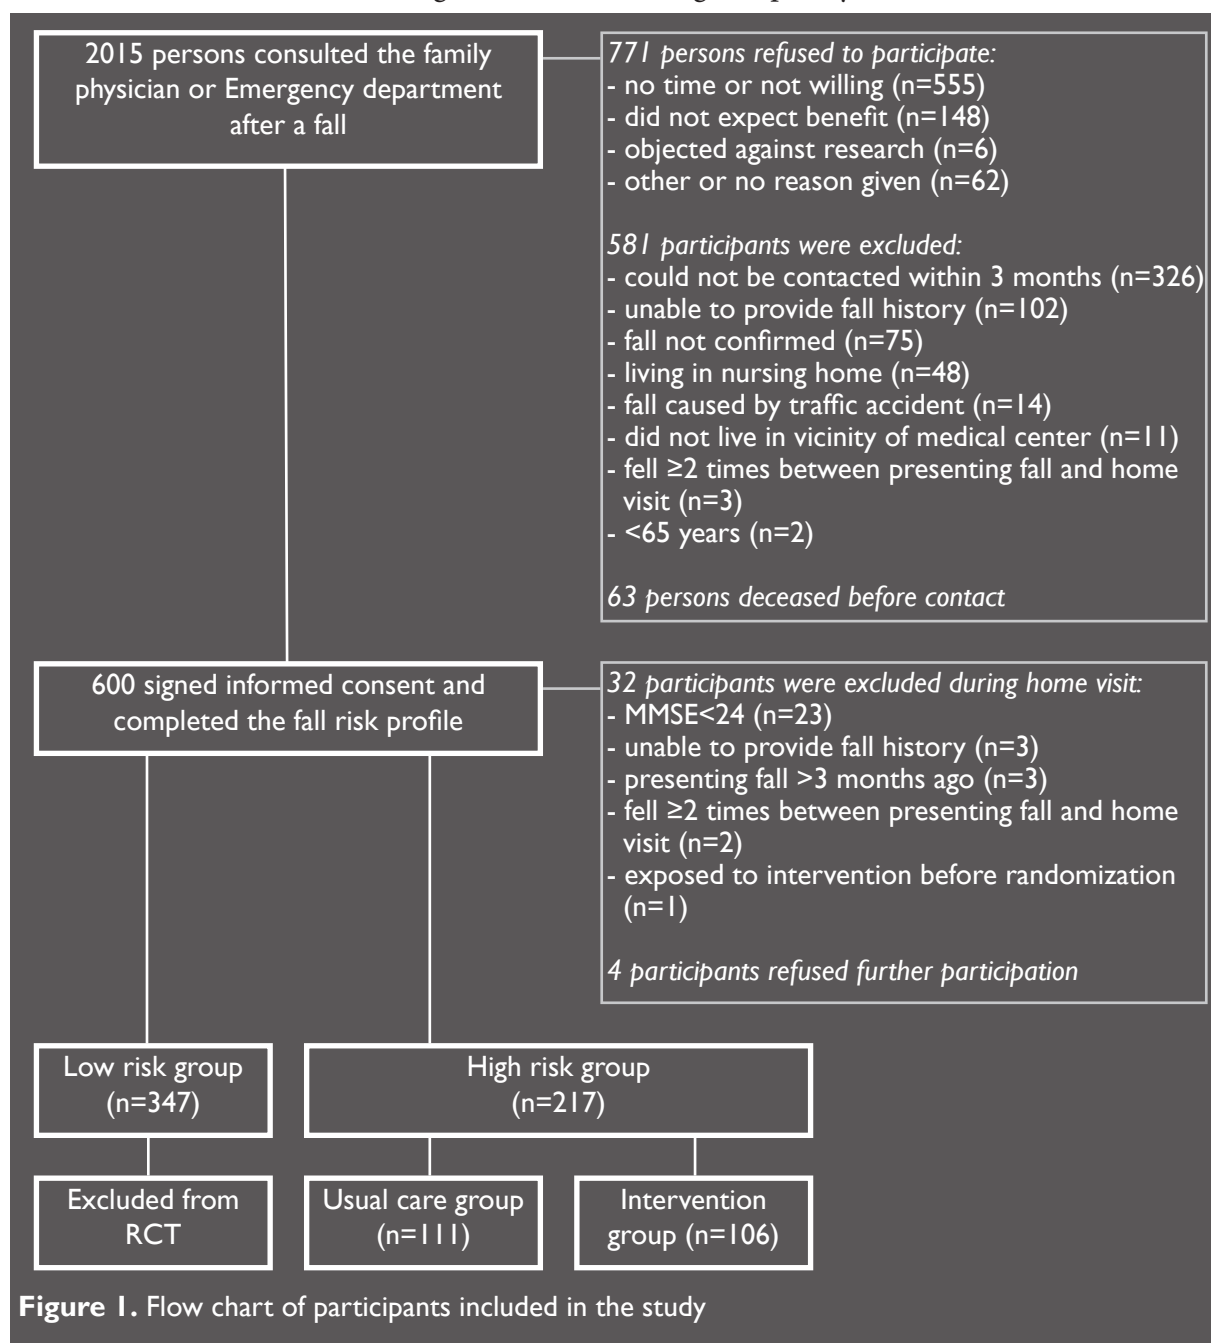 2015 persons consulted the family
physician or Emergency department
after a fall
771 persons refused to participate:
- no time or not willing (n=555)
- did not expect benefit (n=148)
- objected against research (n=6)
- other or no reason given (n=62)
581 participants were excluded:
- could not be contacted within 3 months (n=326)
- unable to provide fall history (n=102)
- fall not confirmed (n=75)
- living in nursing home (n=48)
- fall caused by traffic accident (n=14)
- did not live in vicinity of medical center (n=11)
- fell ≥2 times between presenting fall and home
visit (n=3)
- <65 years (n=2)
63 persons deceased before contact
600 signed informed consent and
completed the fall risk profile
32 participants were excluded during home visit:
- MMSE<24 (n=23)
- unable to provide fall history (n=3)
- presenting fall >3 months ago (n=3)
- fell ≥2 times between presenting fall and home
visit (n=2)
- exposed to intervention before randomization
(n=1)
4 participants refused further participation
Low risk group
(n=347)
High risk group
(n=217)
Excluded from
RCT
Usual care group
(n=111)
Intervention
group (n=106)
Figure 1. Flow chart of participants included in the study